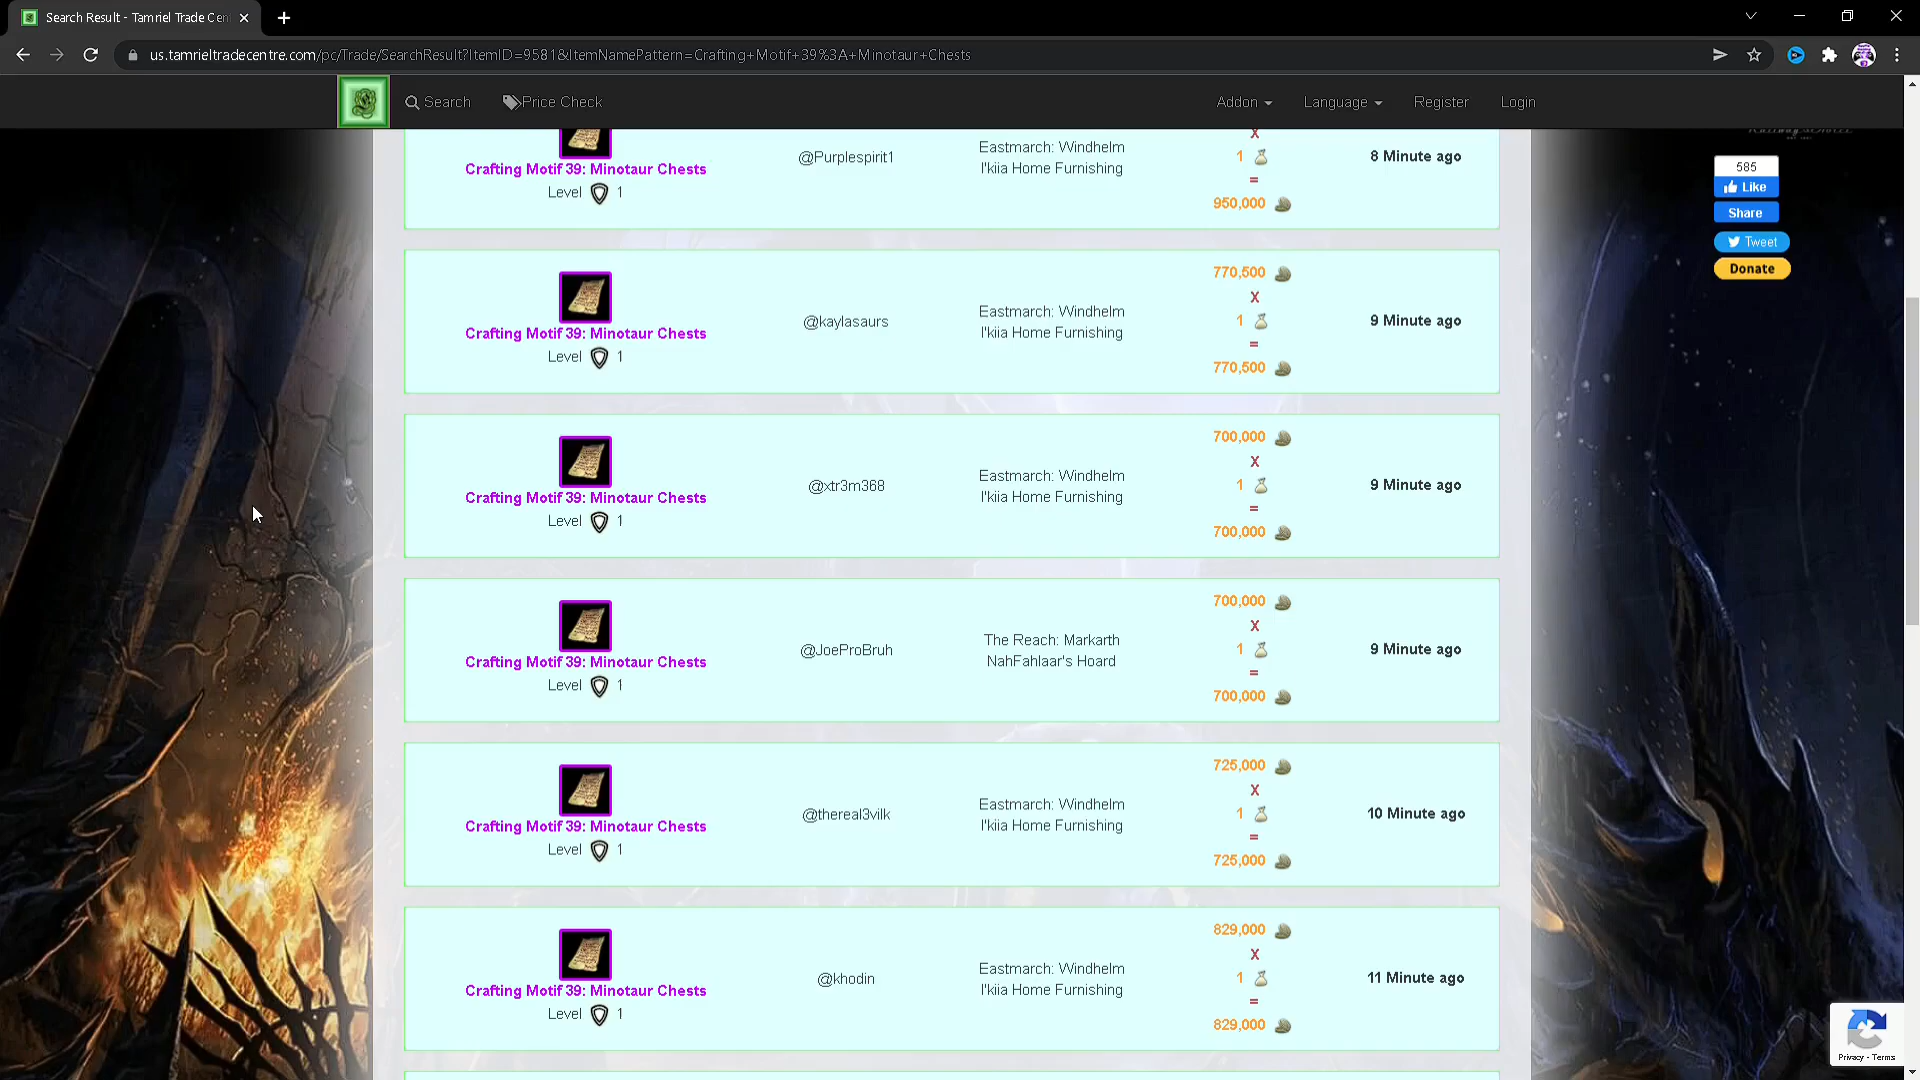 Search Result - Tamriel Trade Cen
us.tamrieltradecentre.com/pc/Trade/SearchResult?ItemID=9581&ItemNamePattern=Crafting+Motif+39%3A+Minotaur+Chests
Search
Price Check
Addon
Language
Register
Login
585
Like
Share
Tweet
Donate
Crafting Motif 39: Minotaur Chests
Level 1
@Purplespirit1
Eastmarch: Windhelm
I'kiia Home Furnishing
X
1
=
950,000
8 Minute ago
Crafting Motif 39: Minotaur Chests
Level 1
@kaylasaurs
Eastmarch: Windhelm
I'kiia Home Furnishing
770,500
X
1
=
770,500
9 Minute ago
Crafting Motif 39: Minotaur Chests
Level 1
@xtr3m368
Eastmarch: Windhelm
I'kiia Home Furnishing
700,000
X
1
=
700,000
9 Minute ago
Crafting Motif 39: Minotaur Chests
Level 1
@JoeProBruh
The Reach: Markarth
NahFahlaar's Hoard
700,000
X
1
=
700,000
9 Minute ago
Crafting Motif 39: Minotaur Chests
Level 1
@thereal3vilk
Eastmarch: Windhelm
I'kiia Home Furnishing
725,000
X
1
=
725,000
10 Minute ago
Crafting Motif 39: Minotaur Chests
Level 1
@khodin
Eastmarch: Windhelm
I'kiia Home Furnishing
829,000
X
1
=
829,000
11 Minute ago
Privacy - Terms